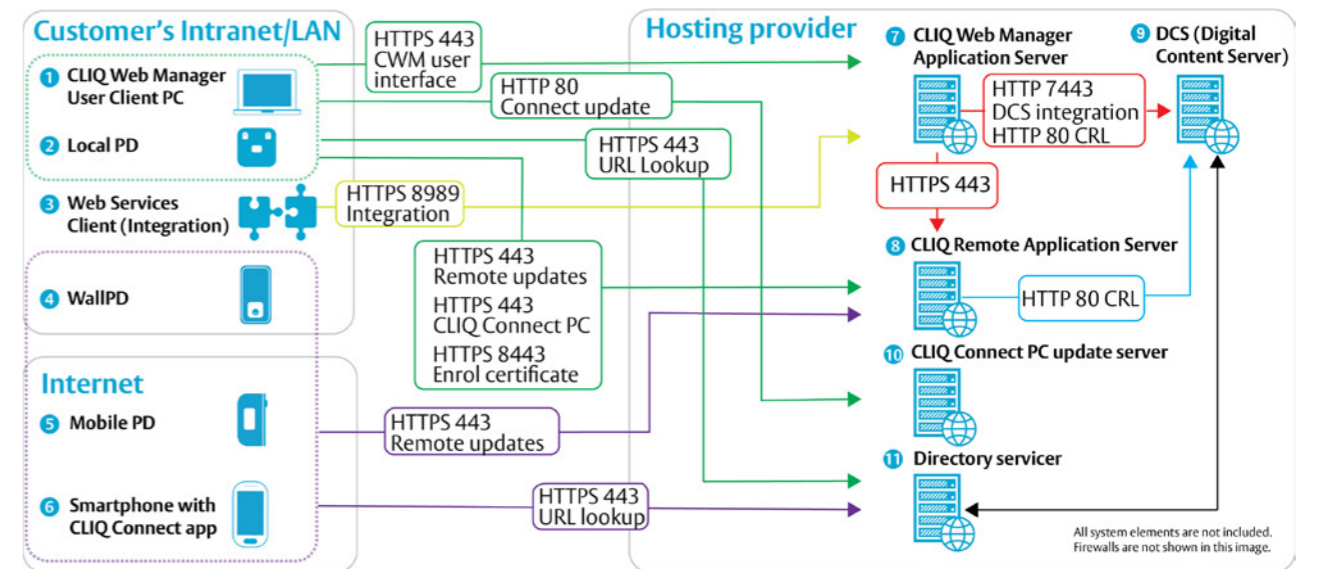 Customer's Intranet/LAN
1 CLIQ Web Manager
User Client PC
2 Local PD
3 Web Services
Client (Integration)
4 WallPD
Internet
5 Mobile PD
6 Smartphone with
CLIQ Connect app
HTTPS 443
CWM user
interface
HTTP 80
Connect update
HTTPS 443
URL Lookup
HTTPS 8989
Integration
HTTPS 443
Remote updates
HTTPS 443
CLIQ Connect PC
HTTPS 8443
Enrol certificate
HTTPS 443
Remote updates
HTTPS 443
URL lookup
Hosting provider
7 CLIQ Web Manager
Application Server
9 DCS (Digital
Content Server)
HTTP 7443
DCS integration
HTTP 80 CRL
HTTPS 443
8 CLIQ Remote Application Server
HTTP 80 CRL
10 CLIQ Connect PC update server
11 Directory servicer
All system elements are not included.
Firewalls are not shown in this image.